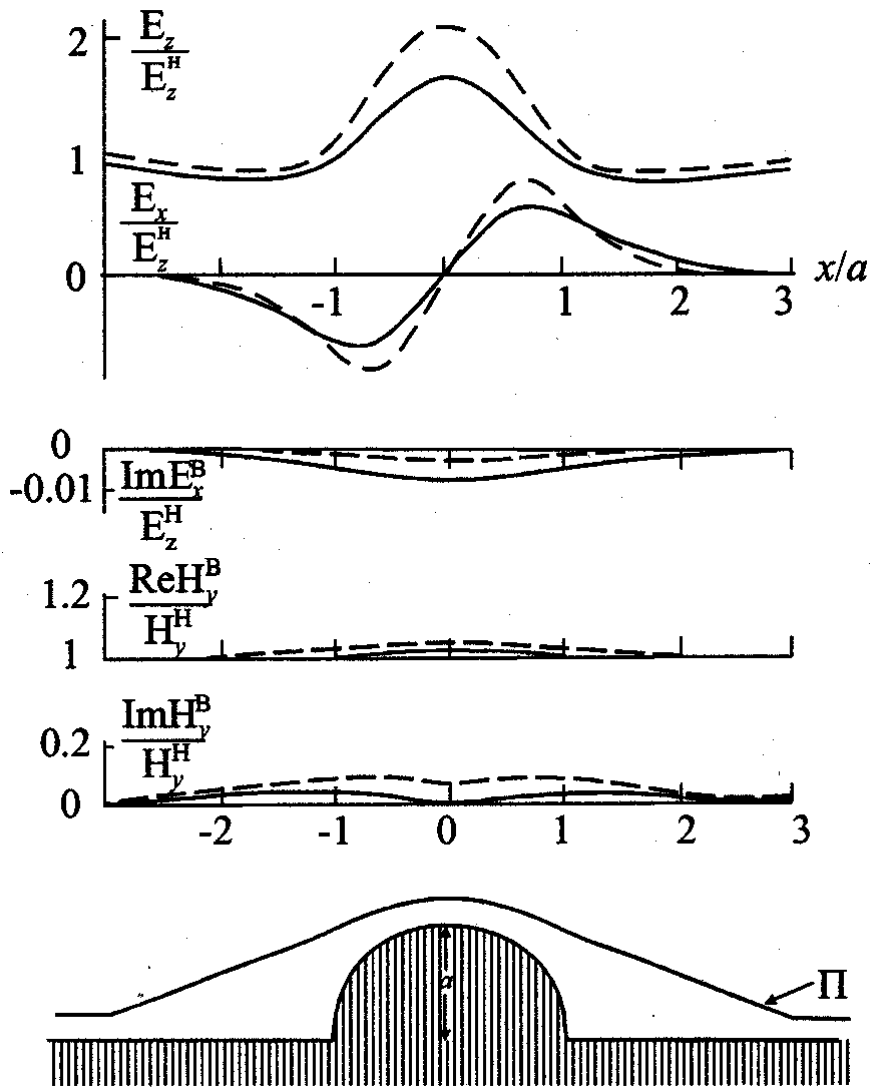 2 E_z
E_z^H
1
E_x
E_z^H
0 -1 1 2 3 x/a
0
-0.01 ImE_x^B
E_z^H
1.2 ReH_y^B
H_y^H
1
ImH_y^B
0.2 H_y^H
0
-2 -1 0 1 2 3
a
Π